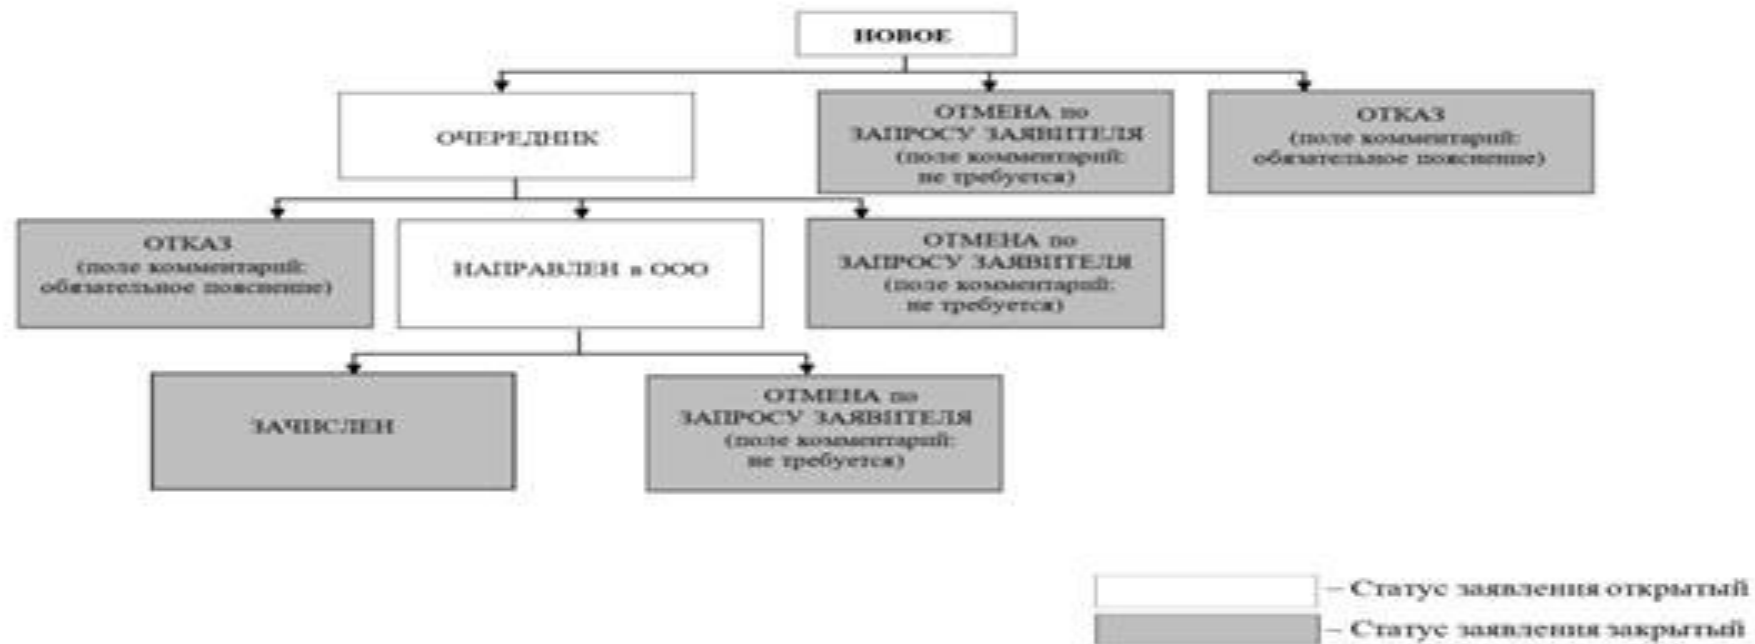 НОВОЕ
ОЧЕРЕДНИК
ОТМЕНА по
ЗАПРОСУ ЗАЯВИТЕЛЯ
(поле комментарий:
не требуется)
ОТКАЗ
(поле комментарий:
обязательное пояснение)
ОТКАЗ
(поле комментарий:
обязательное пояснение)
НАПРАВЛЕН в ООО
ОТМЕНА по
ЗАПРОСУ ЗАЯВИТЕЛЯ
(поле комментарий:
не требуется)
ЗАЧИСЛЕН
ОТМЕНА по
ЗАПРОСУ ЗАЯВИТЕЛЯ
(поле комментарий:
не требуется)
– Статус заявления открытый
– Статус заявления закрытый